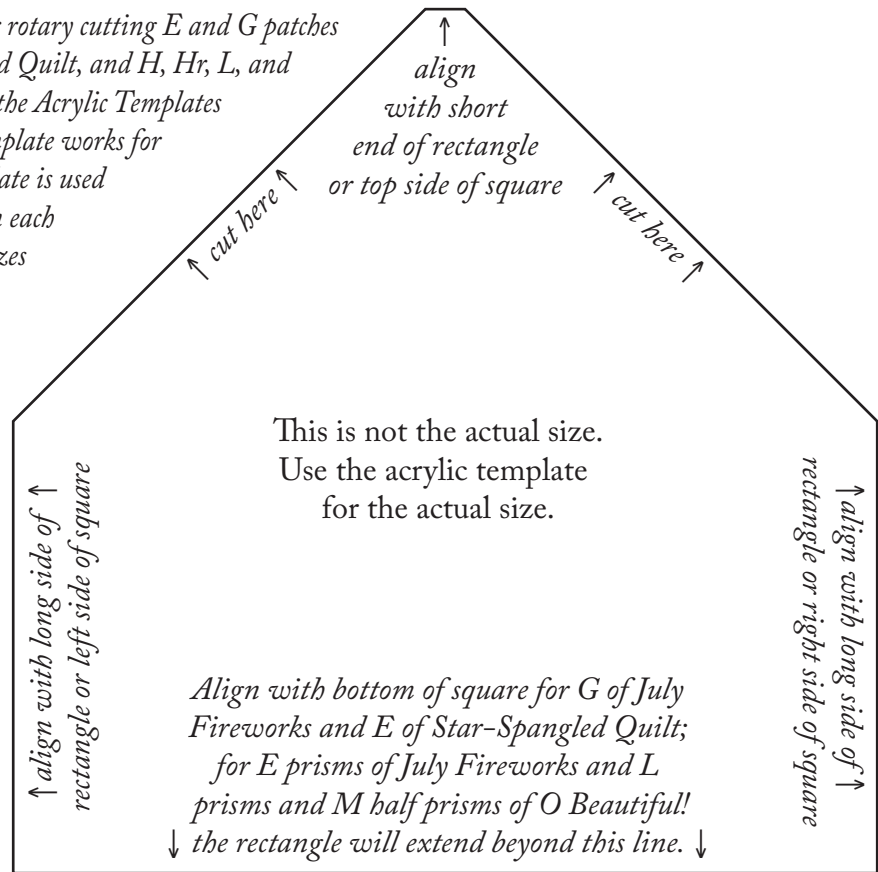 rotary cutting E and G patches
d Quilt, and H, Hr, L, and
the Acrylic Templates
plate works for
ate is used
each
zes
↑
align
with short
end of rectangle
or top side of square
↑ cut here ↑
↑ cut here ↑
This is not the actual size.
Use the acrylic template
for the actual size.
↑ align with long side of ↑
rectangle or left side of square
↑ align with long side of ↑
rectangle or right side of square
Align with bottom of square for G of July
Fireworks and E of Star-Spangled Quilt;
for E prisms of July Fireworks and L
prisms and M half prisms of O Beautiful!
↓ the rectangle will extend beyond this line. ↓